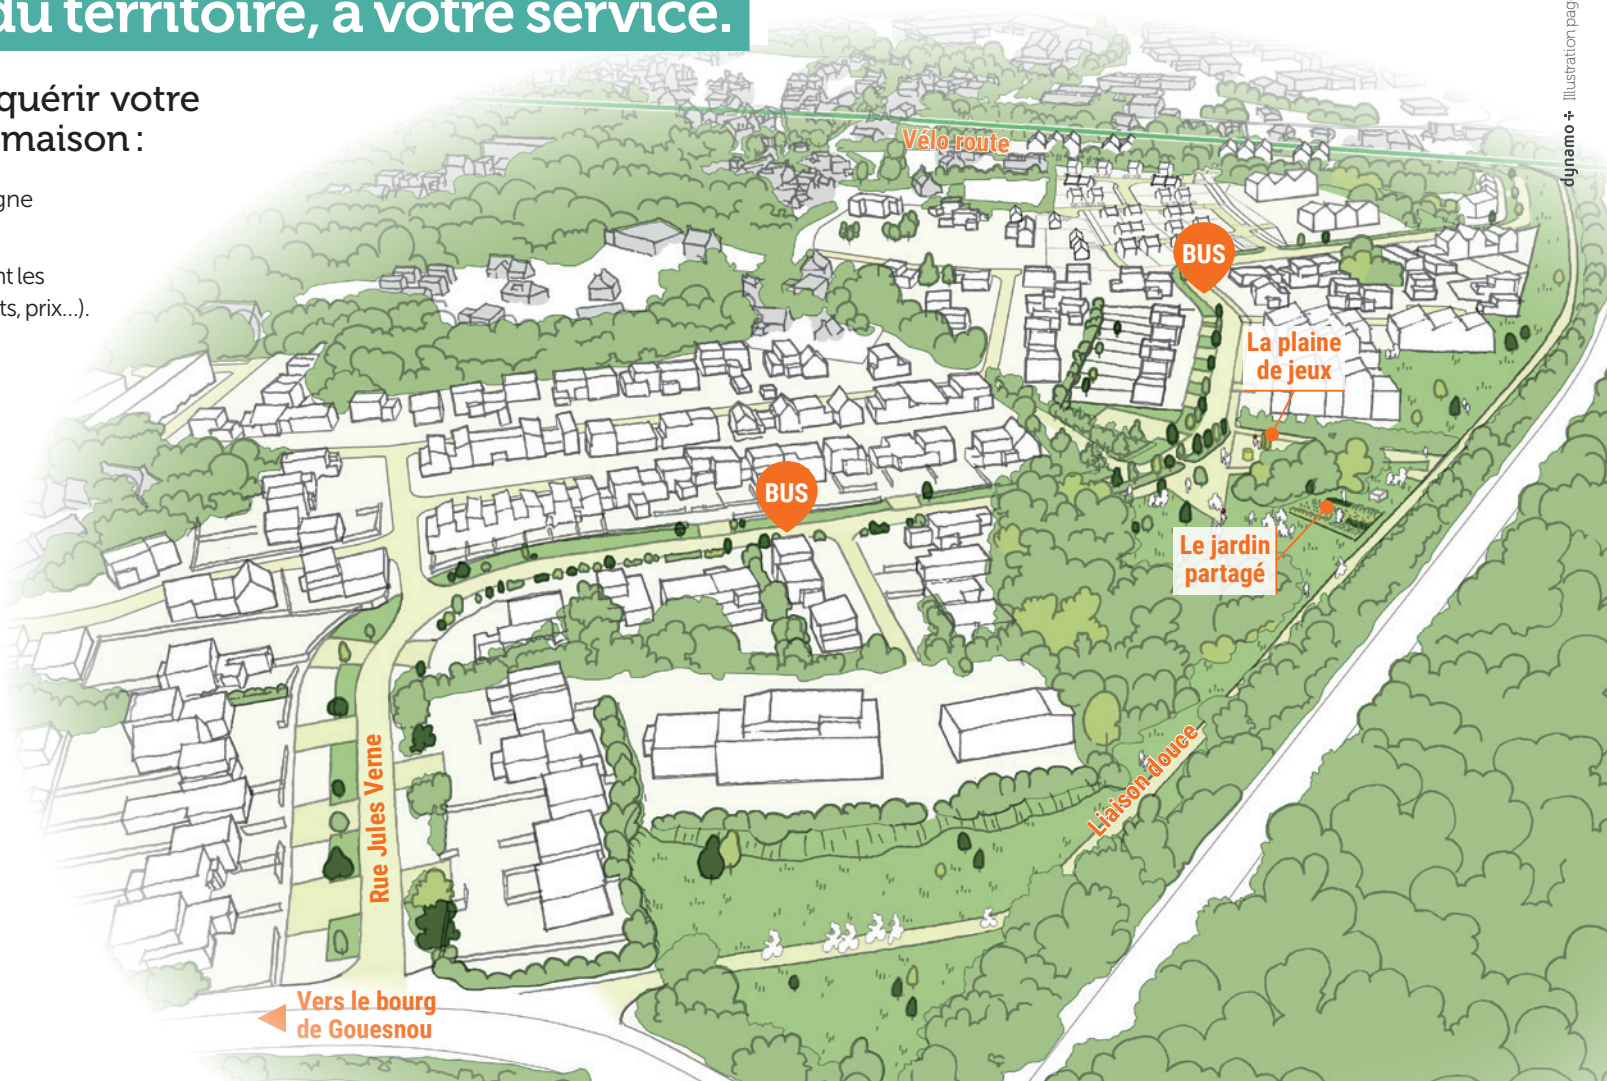 du territoire, à votre service.
quérir votre
maison :
gne
nt les
ts, prix...).
dynamo+ Illustration pag
Vélo route
BUS
La plaine
de jeux
BUS
Le jardin
partagé
Liaison douce
Rue Jules Verne
Vers le bourg
de Gouesnou